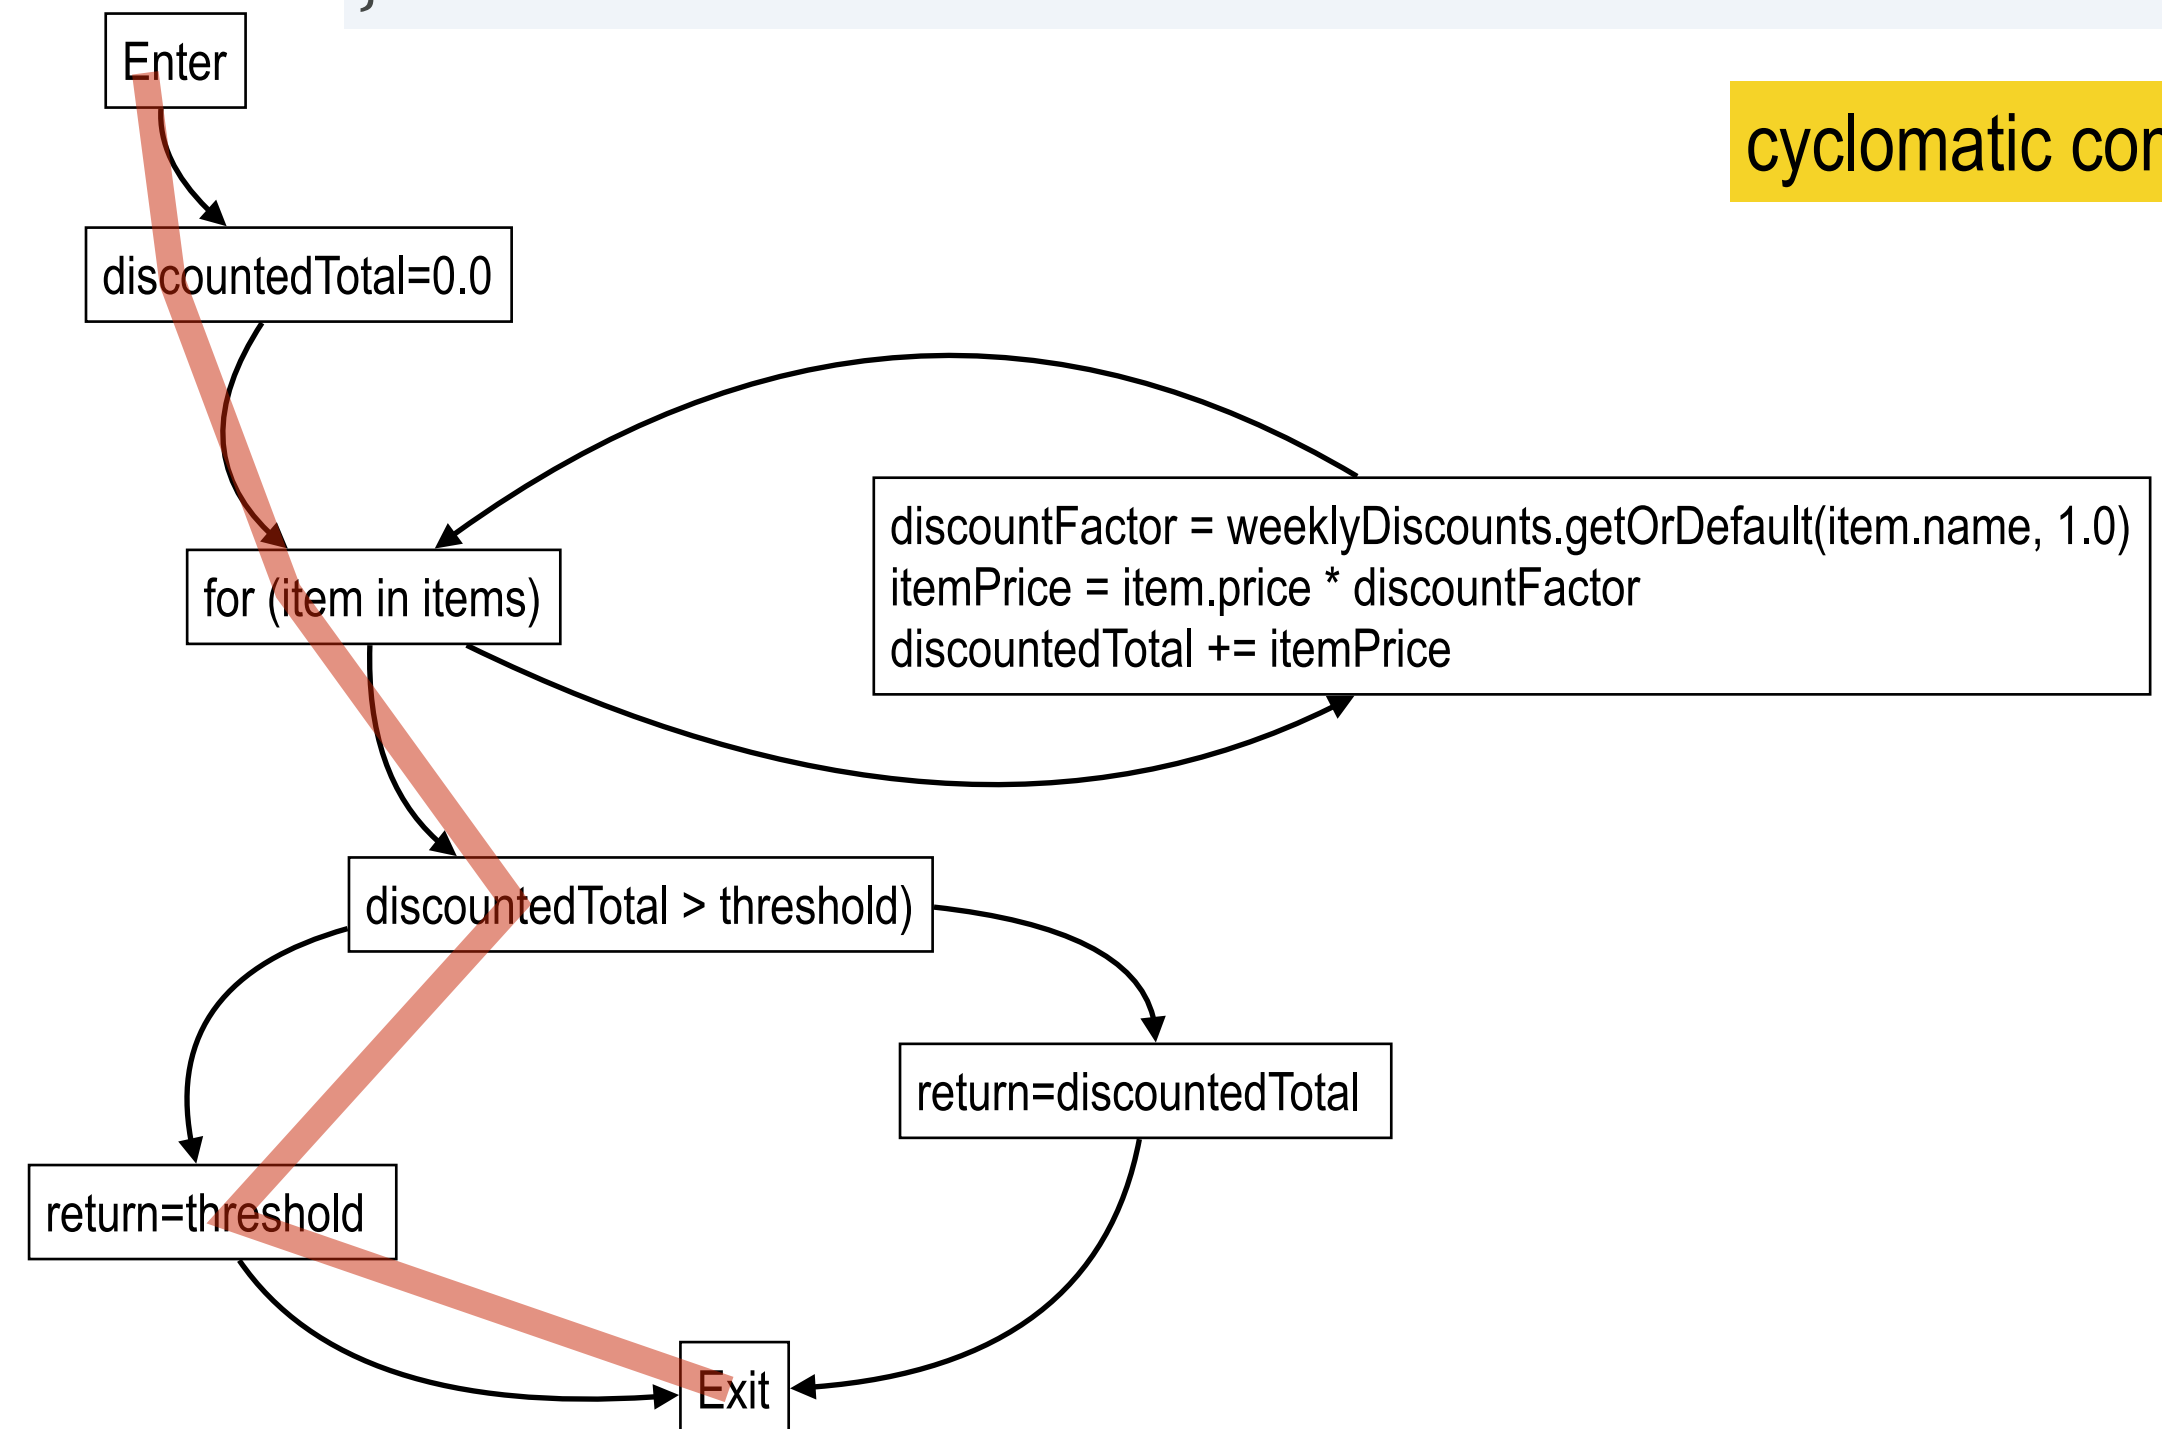 }
Enter
cyclomatic
discountedTotal=0.0
discountFactor = weeklyDiscounts.getOrDefault(item.name, 1.0)
itemPrice = item.price * discountFactor
discountedTotal += itemPrice
for (item in items)
discountedTotal > threshold)
return=discountedTotal
return=threshold
Exit